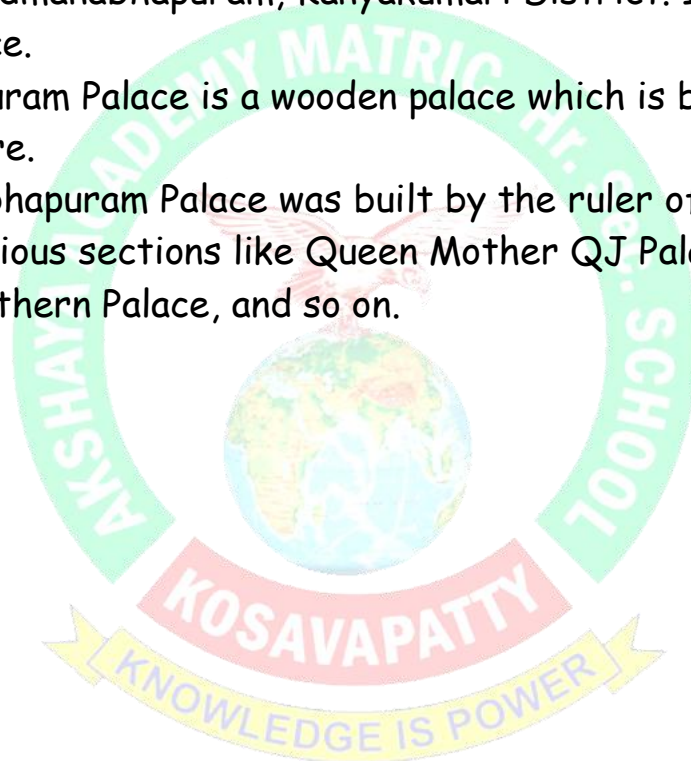 amanabhapuram, Kanyakumari District.
ce.
uram Palace is a wooden palace which is b
re.
bhapuram Palace was built by the ruler of
ious sections like Queen Mother QJ Pala
thern Palace, and so on.
AKSHAYA ACADEMY MATRIC Hr. Sec. SCHOOL
KOSAVAPATTY
KNOWLEDGE IS POWER